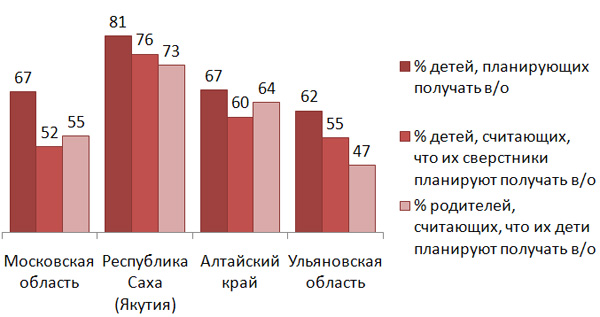 81
76
73
67
67
64
62
60
55
55
52
47
% детей, планирующих
получать в/о
% детей, считающих,
что их сверстники
планируют получать в/о
% родителей,
считающих, что их дети
планируют получать в/о
Московская
область
Республика
Саха
(Якутия)
Алтайский
край
Ульяновская
область